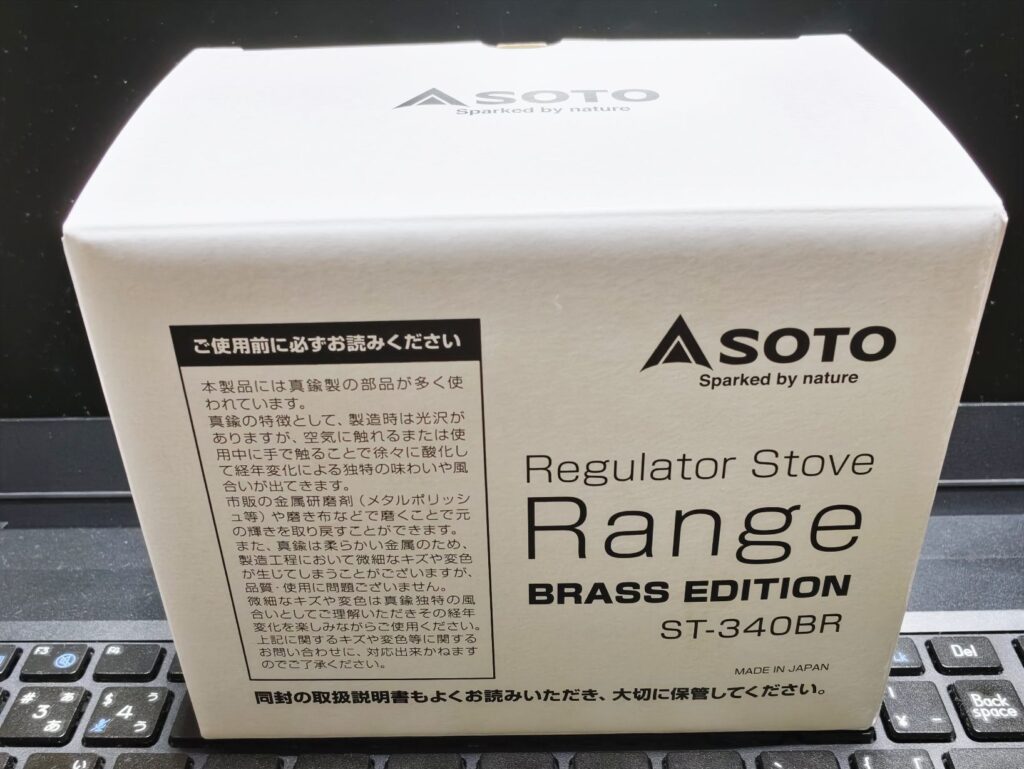 SOTO
Sparked by nature
ご使用前に必ずお読みください
本製品には真鍮製の部品が多く使
われています。
真鍮の特徴として、製造時は光沢が
ありますが、空気に触れるまたは使
用中に手で触ることで徐々に酸化し
て経年変化による独特の味わいや風
合いが出てきます。
市販の金属研磨剤(メタルポリッシ
ュ等)や磨き布などで磨くことで元
の輝きを取り戻すことができます。
また、真鍮は柔らかい金属のため、
製造工程において微細なキズや変色
が生じてしまうことがございますが、
品質・使用に問題ございません。
微細なキズや変色は真鍮独特の風
合いとしてご理解いただきその経年
変化を楽しみながらご使用ください。
上記に関するキズや変色等に関する
お問い合わせに、対応出来かねます
のでご了承ください。
SOTO
Sparked by nature
Regulator Stove
Range
BRASS EDITION
ST-340BR
MADE IN JAPAN
同封の取扱説明書もよくお読みいただき、大切に保管してください。
F3
F4
Del
# ぁ
3 あ
$ ぅ
4 う
¥ ー
Back
space